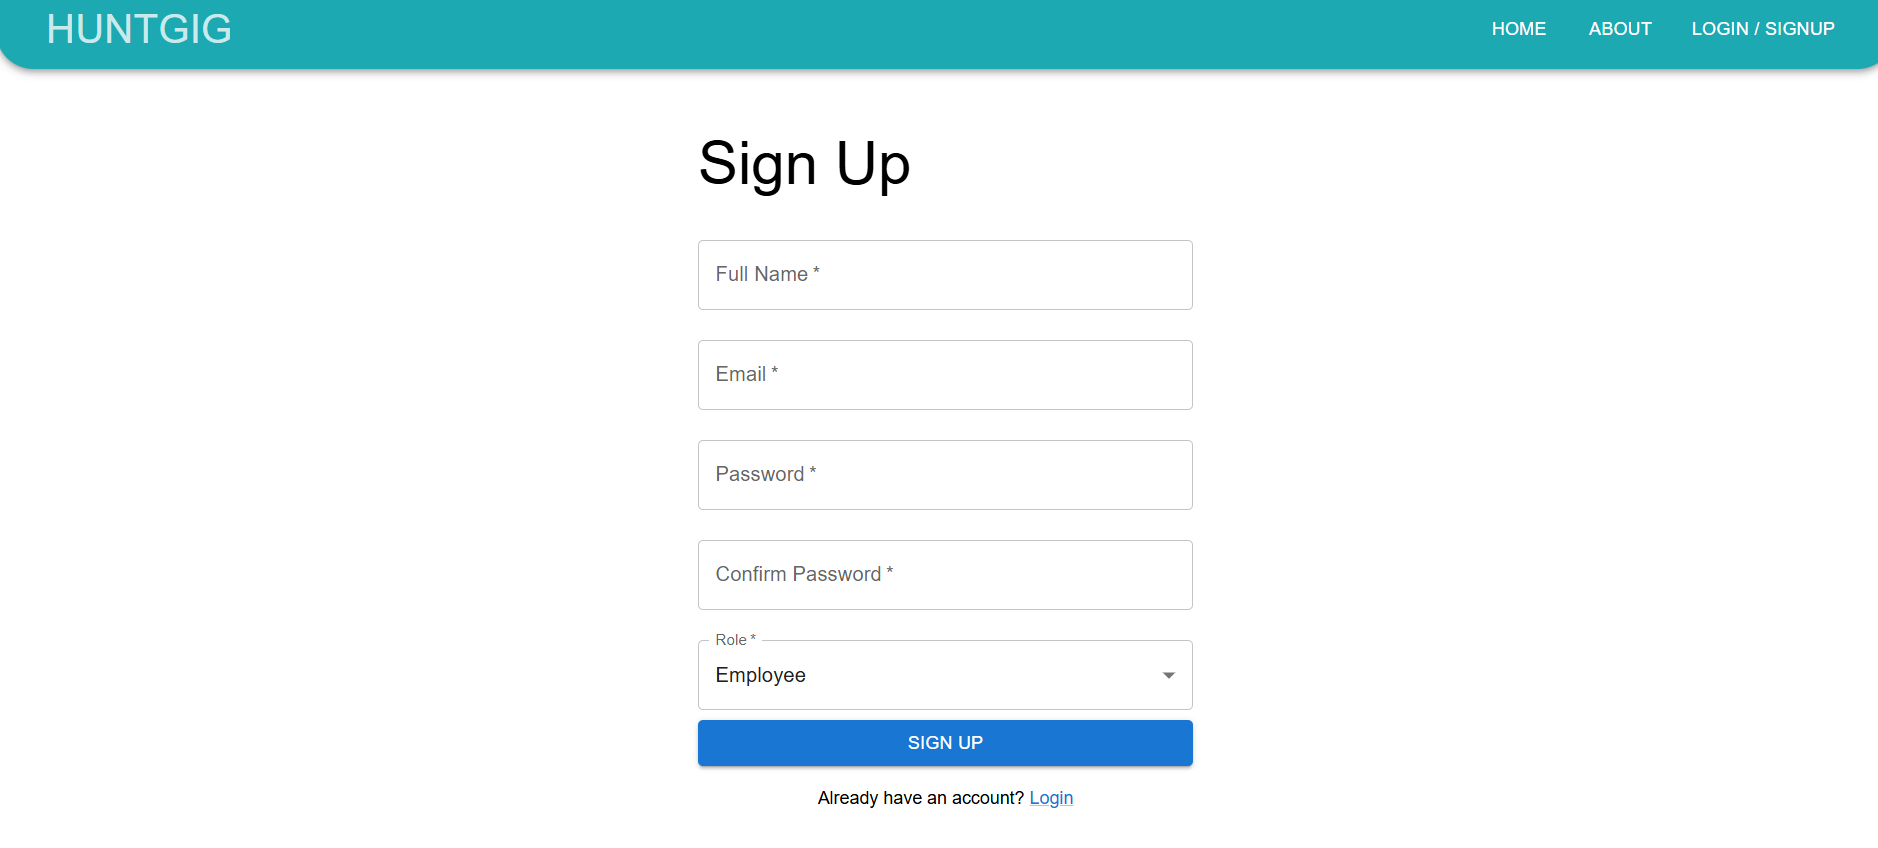 HUNTGIG
HOME ABOUT LOGIN / SIGNUP
Sign Up
Full Name *
Email *
Password *
Confirm Password *
Role *
Employee
SIGN UP
Already have an account? Login